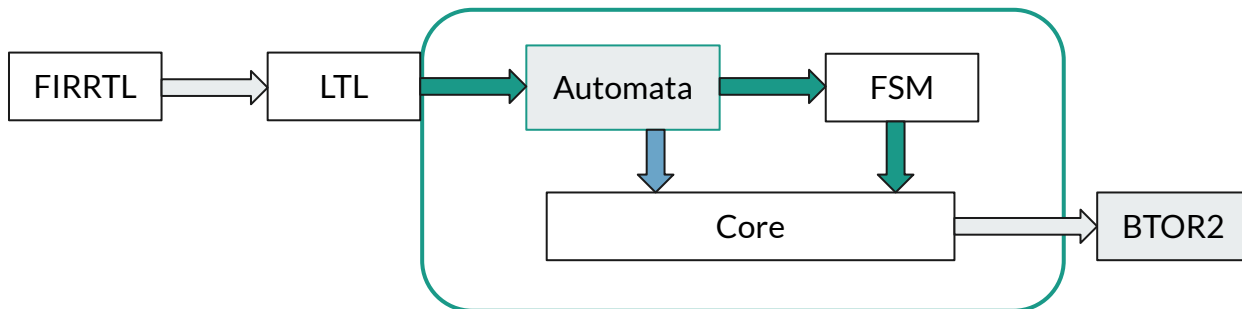 FIRRTL
LTL
Automata
FSM
Core
BTOR2